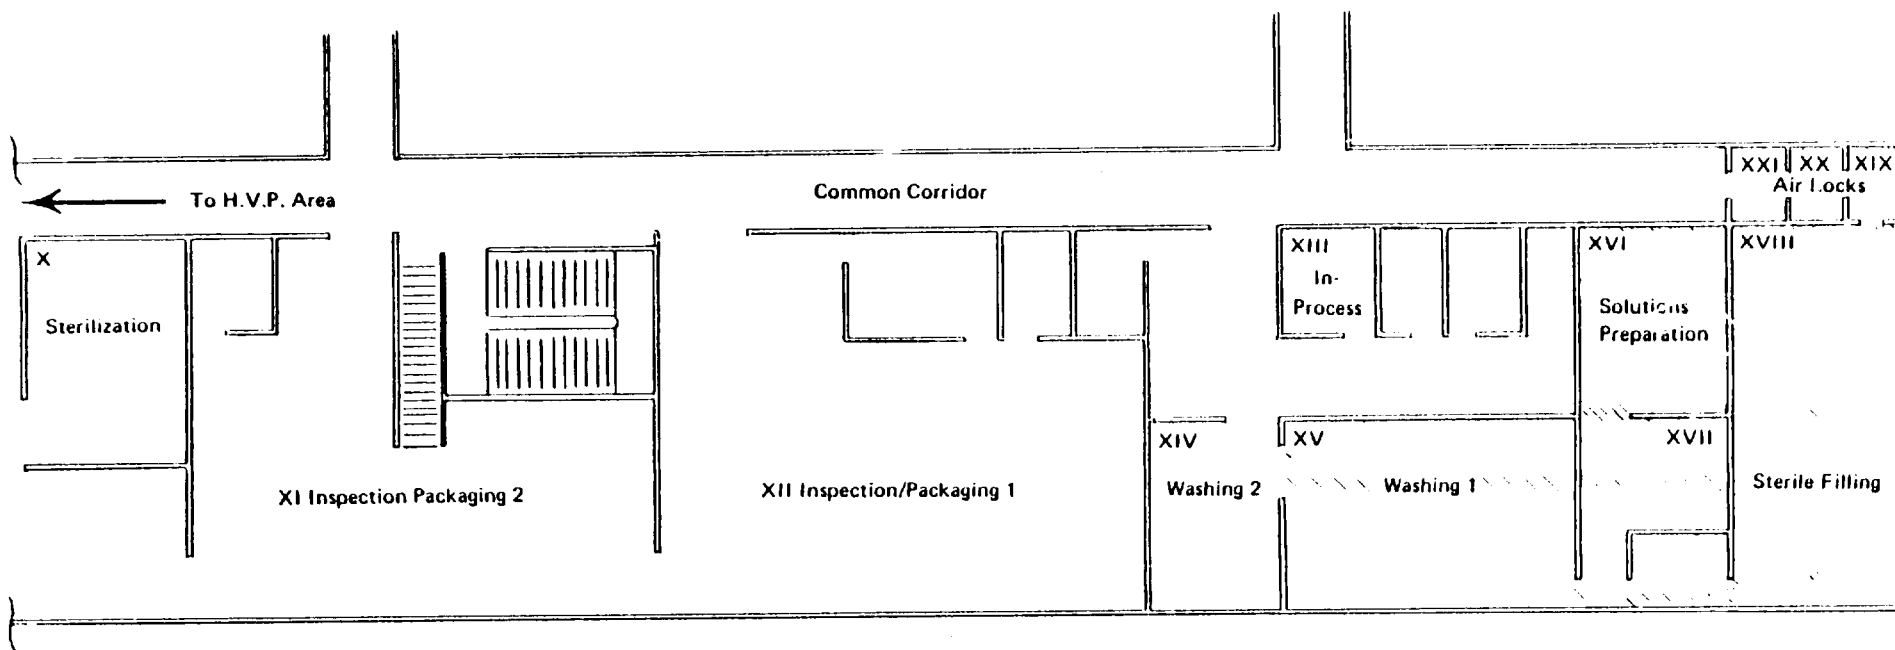 XXI XX XIX
Air Locks
Common Corridor
To H.V.P. Area
X
Sterilization
XIII
In-
Process
XVI
Solutions
Preparation
XVIII
XIV
Washing 2
XV
Washing 1
XVII
Sterile Filling
XI Inspection Packaging 2
XII Inspection/Packaging 1